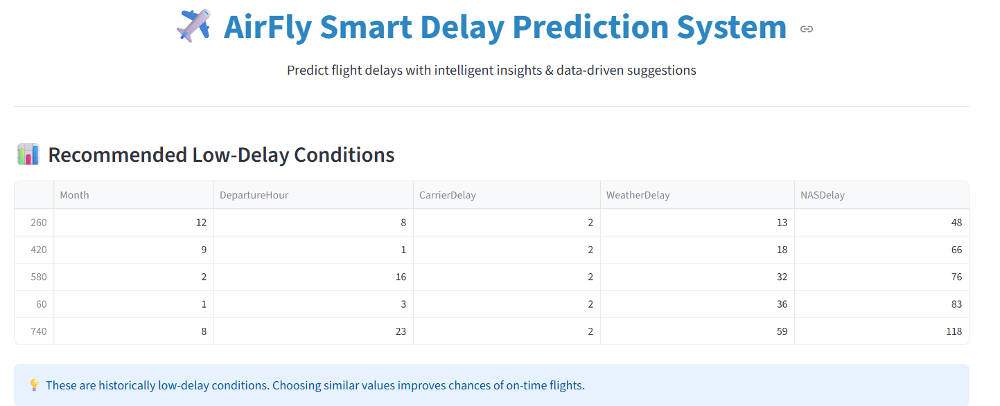 AirFly Smart Delay Prediction System
Predict flight delays with intelligent insights & data-driven suggestions
Recommended Low-Delay Conditions
Month DepartureHour CarrierDelay WeatherDelay NASDelay
260 12 8 2 13 48
420 9 1 2 18 66
580 2 16 2 32 76
60 1 3 2 36 83
740 8 23 2 59 118
These are historically low-delay conditions. Choosing similar values improves chances of on-time flights.